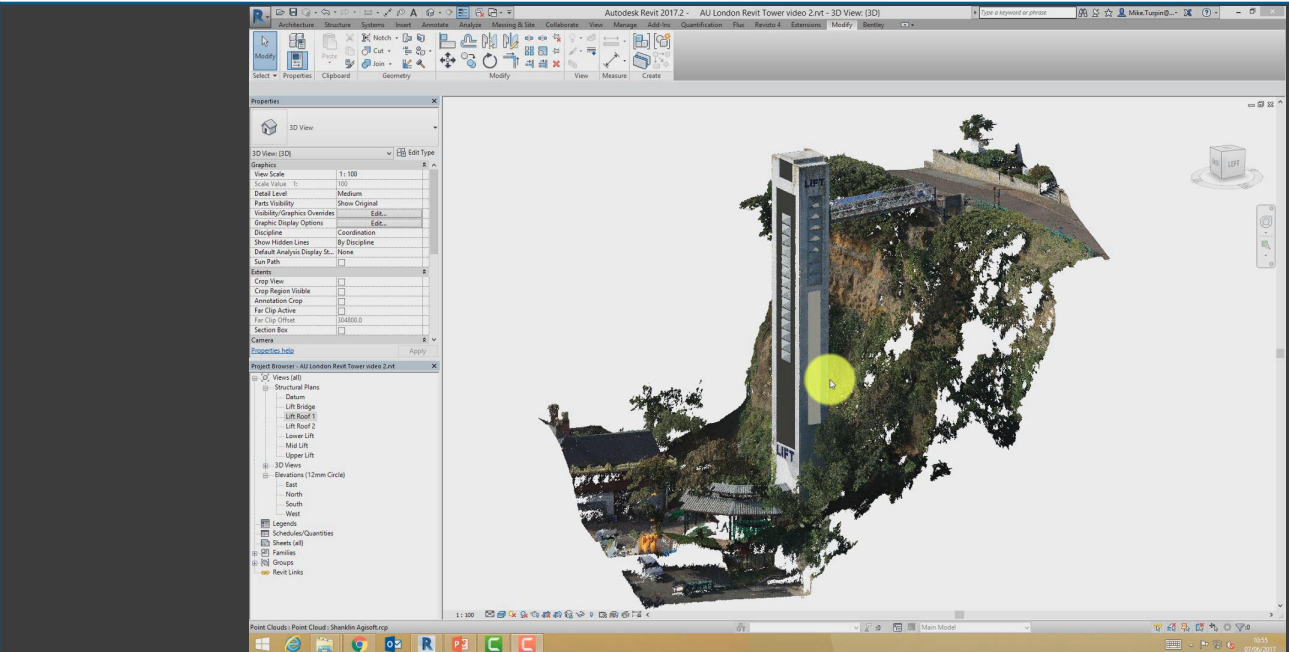 Autodesk Revit 2017.2 - AU London Revit Tower video 2.rvt - 3D View: {3D}
Type a keyword or phrase
Mike.Turpin@...
Architecture Structure Systems Insert Annotate Analyze Massing & Site Collaborate View Manage Add-Ins Quantification Flux Revizto 4 Extensions Modify Bentley
Modify
Paste
Notch
Cut
Join
Select Properties Clipboard Geometry Modify View Measure Create
Properties
3D View
3D View: {3D} Edit Type
Graphics
View Scale 1 : 100
Scale Value 1: 100
Detail Level Medium
Parts Visibility Show Original
Visibility/Graphics Overrides Edit...
Graphic Display Options Edit...
Discipline Coordination
Show Hidden Lines By Discipline
Default Analysis Display St... None
Sun Path
Extents
Crop View
Crop Region Visible
Annotation Crop
Far Clip Active
Far Clip Offset 304800.0
Section Box
Camera
Properties help Apply
Project Browser - AU London Revit Tower video 2.rvt
Views (all)
Structural Plans
Datum
Lift Bridge
Lift Roof 1
Lift Roof 2
Lower Lift
Mid Lift
Upper Lift
3D Views
Elevations (12mm Circle)
East
North
South
West
Legends
Schedules/Quantities
Sheets (all)
Families
Groups
Revit Links
LIFT
LIFT
LEFT
1 : 100
Point Clouds : Point Cloud : Shanklin Agisoft.rcp
:0
Main Model
:0
10:55
07/06/2017